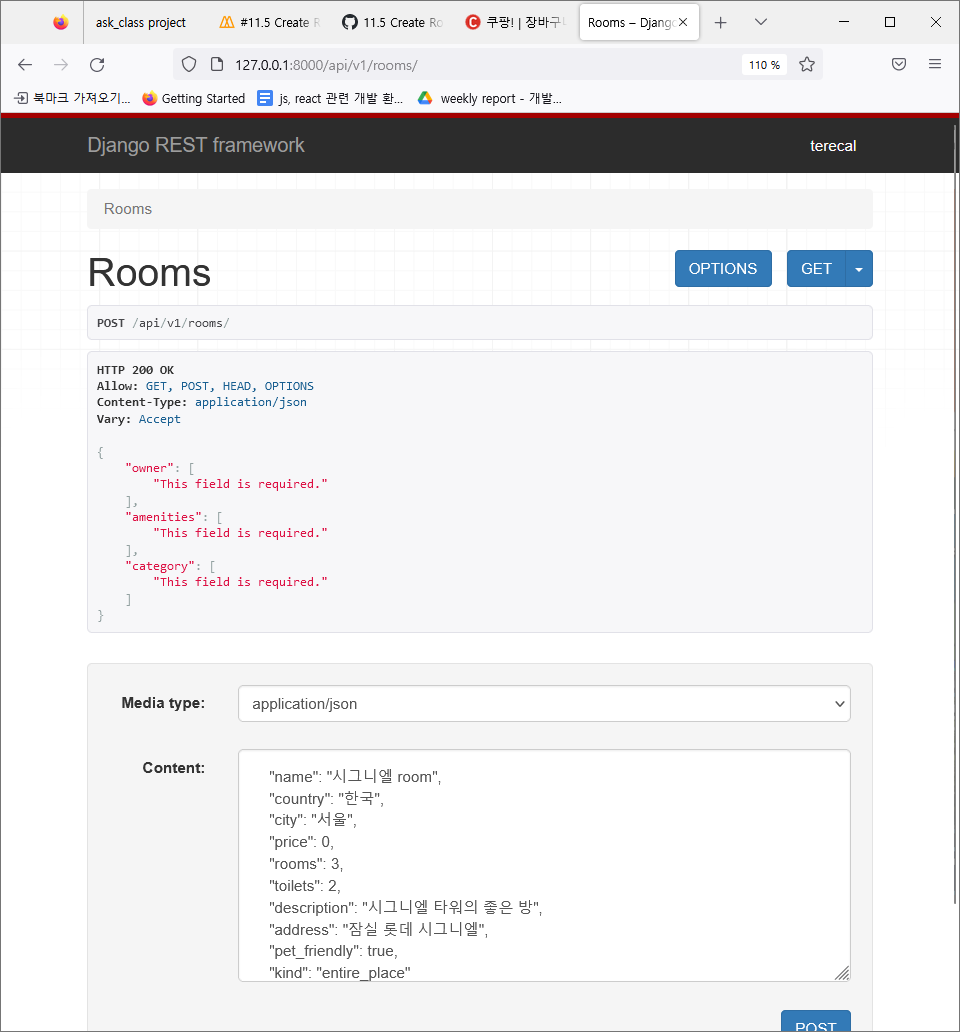 ask_class project
#11.5 Create R
11.5 Create Ro
쿠팡! | 장바구니
Rooms – Django
127.0.0.1:8000/api/v1/rooms/
110 %
북마크 가져오기...
Getting Started
js, react 관련 개발 환...
weekly report - 개발...
Django REST framework
terecal
Rooms
Rooms
OPTIONS
GET
POST /api/v1/rooms/
HTTP 200 OK
Allow: GET, POST, HEAD, OPTIONS
Content-Type: application/json
Vary: Accept
{
"owner": [
"This field is required."
],
"amenities": [
"This field is required."
],
"category": [
"This field is required."
]
}
Media type:
application/json
Content:
"name": "시그니엘 room",
"country": "한국",
"city": "서울",
"price": 0,
"rooms": 3,
"toilets": 2,
"description": "시그니엘 타워의 좋은 방",
"address": "잠실 롯데 시그니엘",
"pet_friendly": true,
"kind": "entire_place"
POST